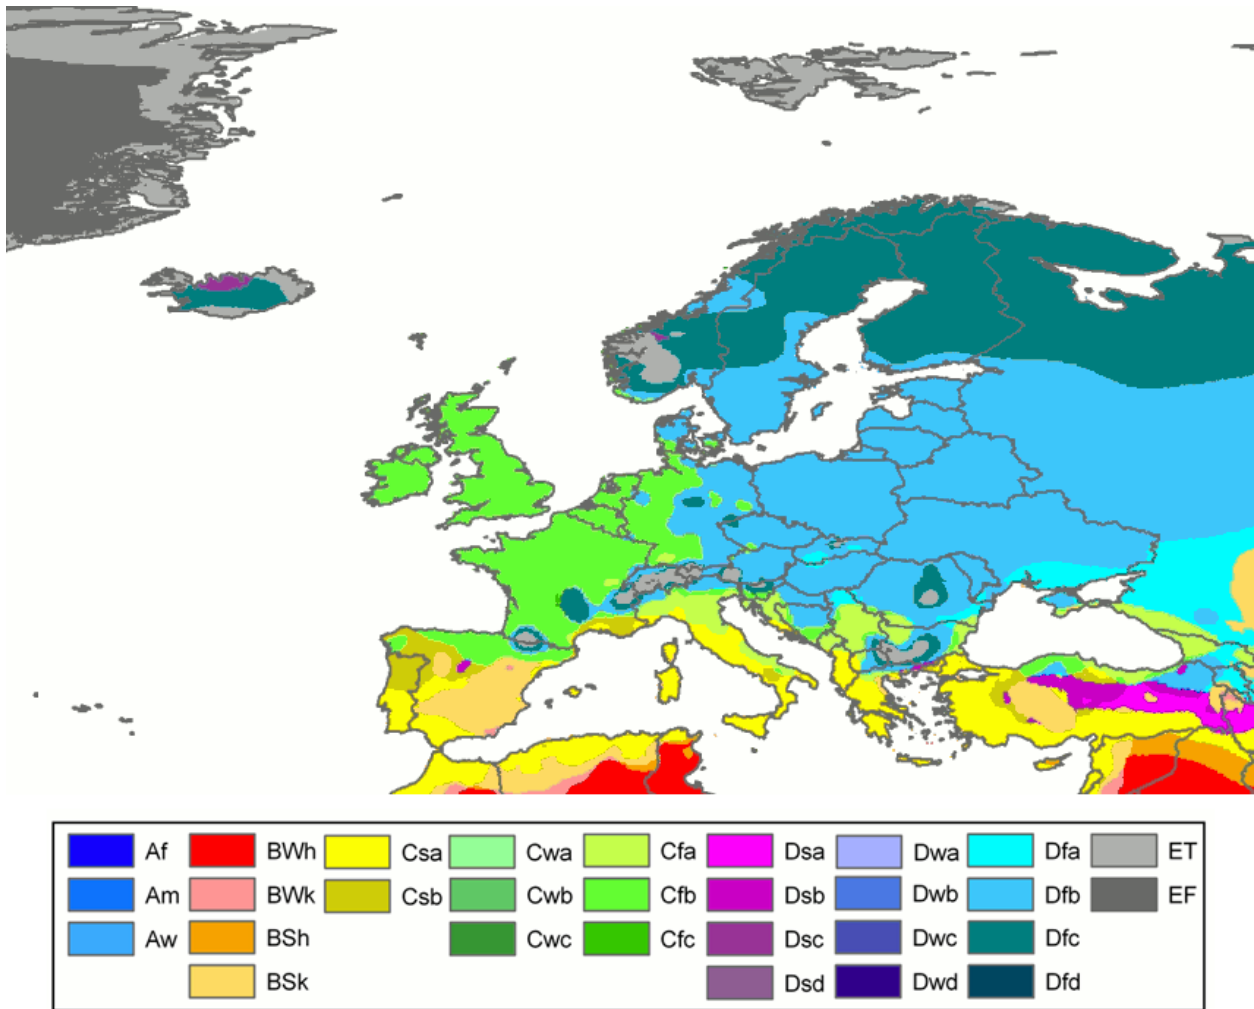 Af BWh Csa Cwa Cfa Dsa Dwa Dfa ET
Am BWk Csb Cwb Cfb Dsb Dwb Dfb EF
Aw BSh Cwc Cfc Dsc Dwc Dfc
BSk Dsd Dwd Dfd